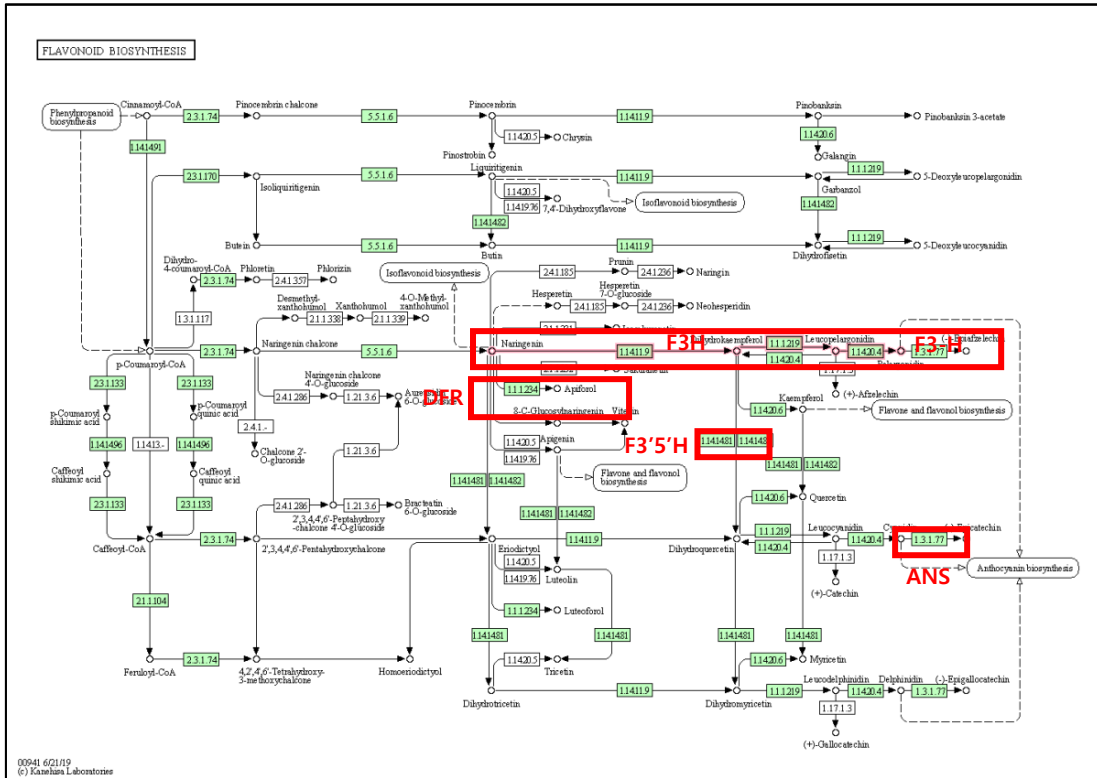 FLAVONOID BIOSYNTHESIS
Phenylpropanoid
biosynthesis
Cinnamoyl-CoA
2.3.1.74
Pinocembrin chalcone
5.5.1.6
Pinocembrin
1.14.11.9
Pinobanksin
Pinobanksin 3-acetate
1.14.20.5
Chrysin
1.14.20.6
1.14.14.91
Pinostrobin
Galangin
Liquiritigenin
1.1.1.219
2.3.1.170
Isoliquiritigenin
5.5.1.6
1.14.11.9
Garbanzol
5-Deoxyleucopelargonidin
1.14.20.5
1.14.19.76
7,4'-Dihydroxyflavone
Isoflavonoid biosynthesis
1.14.14.82
1.14.14.82
1.1.1.219
Butein
5.5.1.6
Butin
1.14.11.9
Dihydrofisetin
5-Deoxyleucocyanidin
Dihydro-
4-coumaroyl-CoA
Phloretin
Phlorizin
2.3.1.74
2.4.1.357
Isoflavonoid biosynthesis
Prunin
2.4.1.185
2.4.1.236
Naringin
Desmethyl-
xanthohumol
Xanthohumol
4-O-Methyl-
xanthohumol
Hesperetin
Hesperetin
7-O-glucoside
2.4.1.185
2.4.1.236
Neohesperidin
1.3.1.117
2.1.1.338
2.1.1.339
p-Coumaroyl-CoA
2.3.1.74
Naringenin chalcone
5.5.1.6
Naringenin
1.14.11.9
F3H
Dihydrokaempferol
1.1.1.219
1.14.20.4
Leucopelargonidin
1.14.20.4
1.3.1.77
F3-H
(-)-Epiafzelechin
1.17.1.3
(+)-Afzelechin
2.3.1.133
2.3.1.133
p-Coumaroyl
shikimic acid
p-Coumaroyl
quinic acid
Naringenin chalcone
4'-O-glucoside
2.4.1.286
1.21.3.6
6-O-glucoside
DFR
1.1.1.234
Apiforol
8-C-Glucosylnaringenin
Vitexin
1.14.20.6
Kaempferol
Flavone and flavonol biosynthesis
2.4.1.-
Chalcone 2'-
O-glucoside
1.14.14.96
1.14.13.-
1.14.14.96
1.21.3.6
1.14.20.5
1.14.19.76
Apigenin
F3'5'H
1.14.14.81
Caffeoyl
shikimic acid
Caffeoyl
quinic acid
Flavone and flavonol
biosynthesis
1.14.14.81
1.14.14.82
1.14.14.81
1.14.14.82
2.3.1.133
2.3.1.133
2.4.1.286
1.21.3.6
Bracteatin
6-O-glucoside
2',3,4,4',6'-Peptahydroxy
-chalcone 4'-O-glucoside
1.14.14.81
1.14.14.82
1.14.20.6
Quercetin
Caffeoyl-CoA
2.3.1.74
2',3,4,4',6'-Pentahydroxychalcone
Eriodictyol
1.14.11.9
Dihydroquercetin
1.1.1.219
1.14.20.4
Leucocyanidin
1.14.20.4
1.3.1.77
(-)-Epicatechin
ANS
1.14.20.5
1.14.19.76
Luteolin
1.17.1.3
(+)-Catechin
Anthocyanin biosynthesis
2.1.1.104
1.1.1.234
Luteoforol
1.14.14.81
1.14.14.81
1.14.14.81
1.14.14.81
Feruloyl-CoA
2.3.1.74
4,2',4',6'-Tetrahydroxy-
3-methoxychalcone
Homoeriodictyol
1.14.20.5
Tricetin
1.14.20.6
Myricetin
Dihydrotricetin
1.14.11.9
Dihydromyricetin
1.1.1.219
Leucodelphinidin
1.14.20.4
Delphinidin
1.3.1.77
(-)-Epigallocatechin
1.17.1.3
(+)-Gallocatechin
00941 6/21/19
(c) Kanehisa Laboratories